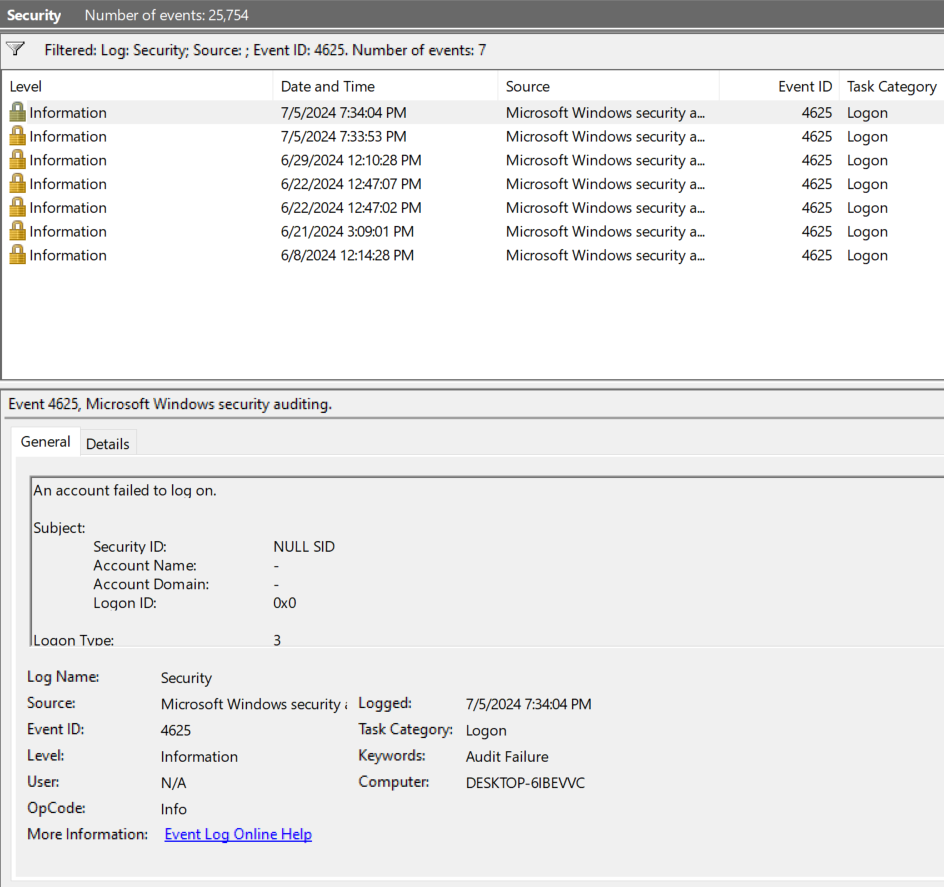 Security Number of events: 25,754
Filtered: Log: Security; Source: ; Event ID: 4625. Number of events: 7
Level Date and Time Source Event ID Task Category
Information 7/5/2024 7:34:04 PM Microsoft Windows security a... 4625 Logon
Information 7/5/2024 7:33:53 PM Microsoft Windows security a... 4625 Logon
Information 6/29/2024 12:10:28 PM Microsoft Windows security a... 4625 Logon
Information 6/22/2024 12:47:07 PM Microsoft Windows security a... 4625 Logon
Information 6/22/2024 12:47:02 PM Microsoft Windows security a... 4625 Logon
Information 6/21/2024 3:09:01 PM Microsoft Windows security a... 4625 Logon
Information 6/8/2024 12:14:28 PM Microsoft Windows security a... 4625 Logon
Event 4625, Microsoft Windows security auditing.
General Details
An account failed to log on.
Subject:
Security ID: NULL SID
Account Name: -
Account Domain: -
Logon ID: 0x0
Logon Type: 3
Log Name: Security
Source: Microsoft Windows security Logged: 7/5/2024 7:34:04 PM
Event ID: 4625 Task Category: Logon
Level: Information Keywords: Audit Failure
User: N/A Computer: DESKTOP-6IBEVVC
OpCode: Info
More Information: Event Log Online Help